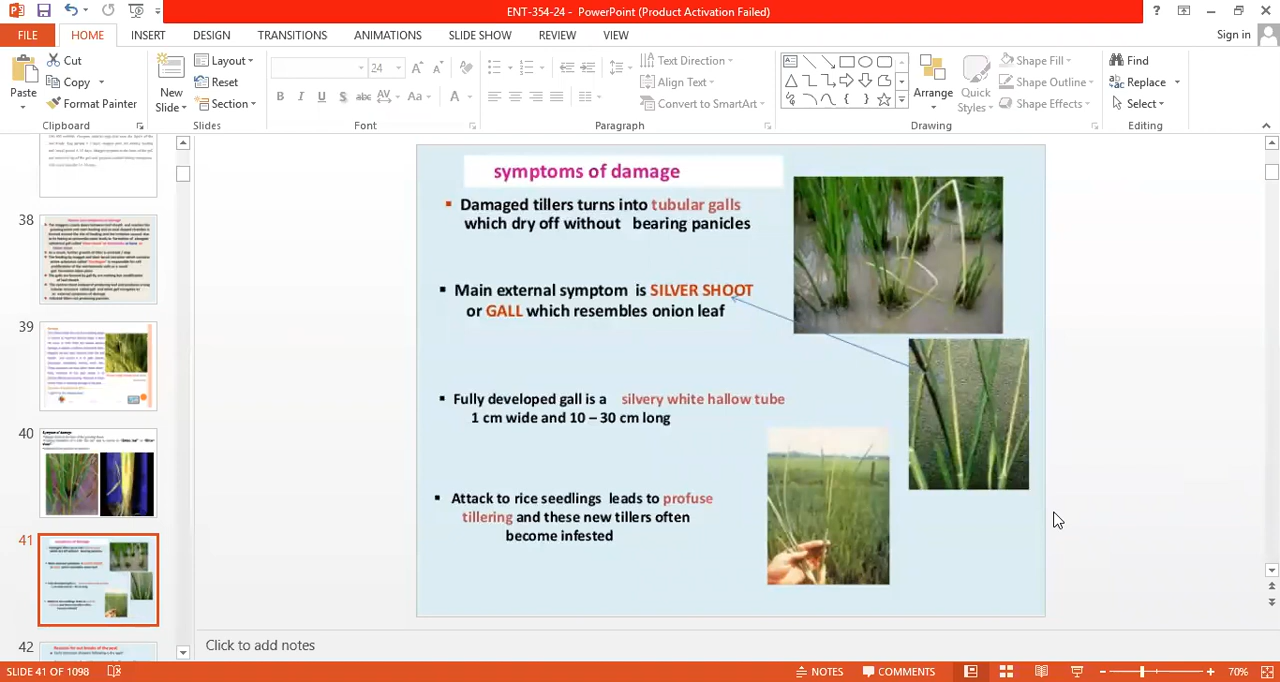 ENT-354-24 - PowerPoint (Product Activation Failed)
FILE HOME INSERT DESIGN TRANSITIONS ANIMATIONS SLIDE SHOW REVIEW VIEW Sign in
Paste
Cut
Copy
Format Painter
Clipboard
New
Slide
Layout
Reset
Section
Slides
24
B I U S abc AV Aa A
Font
Text Direction
Align Text
Convert to SmartArt
Paragraph
Arrange
Quick
Styles
Shape Fill
Shape Outline
Shape Effects
Drawing
Find
Replace
Select
Editing
38
39
40
41
42
symptoms of damage
Damaged tillers turns into tubular galls
which dry off without bearing panicles
Main external symptom is SILVER SHOOT
or GALL which resembles onion leaf
Fully developed gall is a silvery white hallow tube
1 cm wide and 10 – 30 cm long
Attack to rice seedlings leads to profuse
tillering and these new tillers often
become infested
Click to add notes
SLIDE 41 OF 1098
NOTES COMMENTS 70%